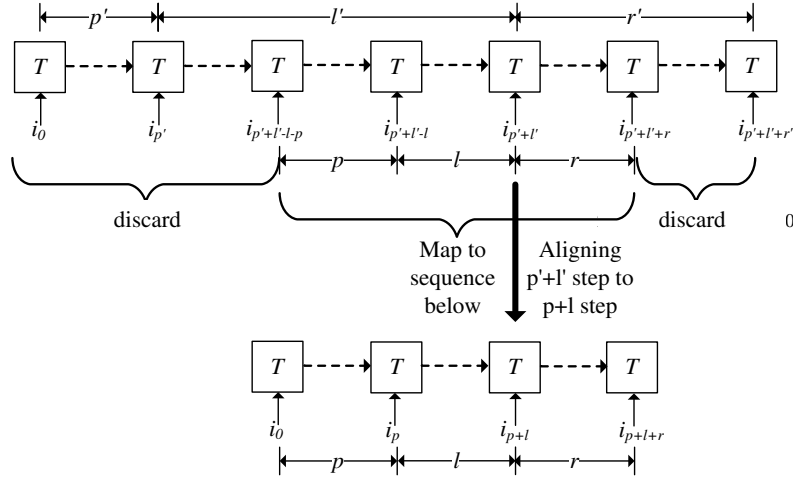 p' l' r'
T T T T T T T
i0 ip' ip'+l'-l-p ip'+l'-l ip'+l' ip'+l'+r ip'+l'+r'
p l r
discard discard 0
Map to Aligning
sequence p'+l' step to
below p+l step
T T T T
i0 ip ip+l ip+l+r
p l r